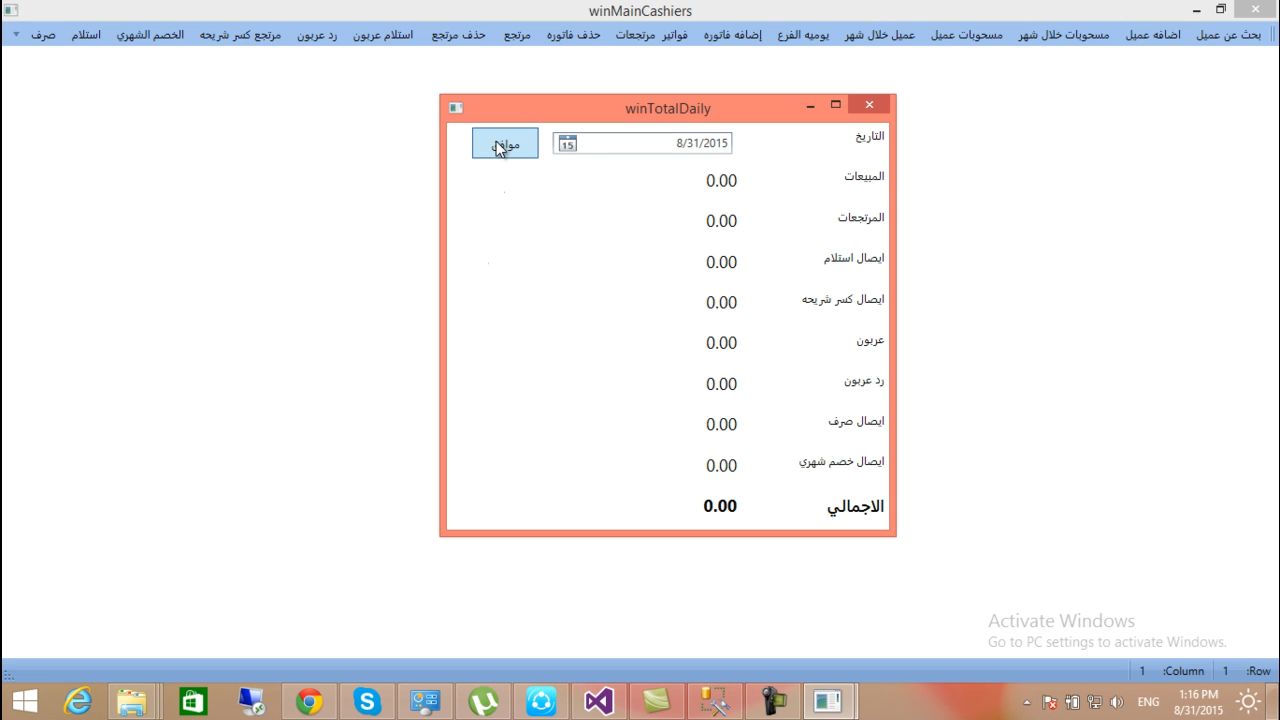 winMainCashiers
بحث عن عميل اضافه عميل مسحوبات خلال شهر مسحوبات عميل عميل خلال شهر يوميه الفرع إضافه فاتوره فواتير مرتجعات حذف فاتوره مرتجع حذف مرتجع استلام عربون رد عربون مرتجع كسر شريحه الخصم الشهري استلام صرف
winTotalDaily
التاريخ 8/31/2015 15 موافق
المبيعات 0.00
المرتجعات 0.00
ايصال استلام 0.00
ايصال كسر شريحه 0.00
عربون 0.00
رد عربون 0.00
ايصال صرف 0.00
ايصال خصم شهري 0.00
الاجمالي 0.00
Activate Windows
Go to PC settings to activate Windows.
1 :Column 1 :Row
ENG 1:16 PM
8/31/2015